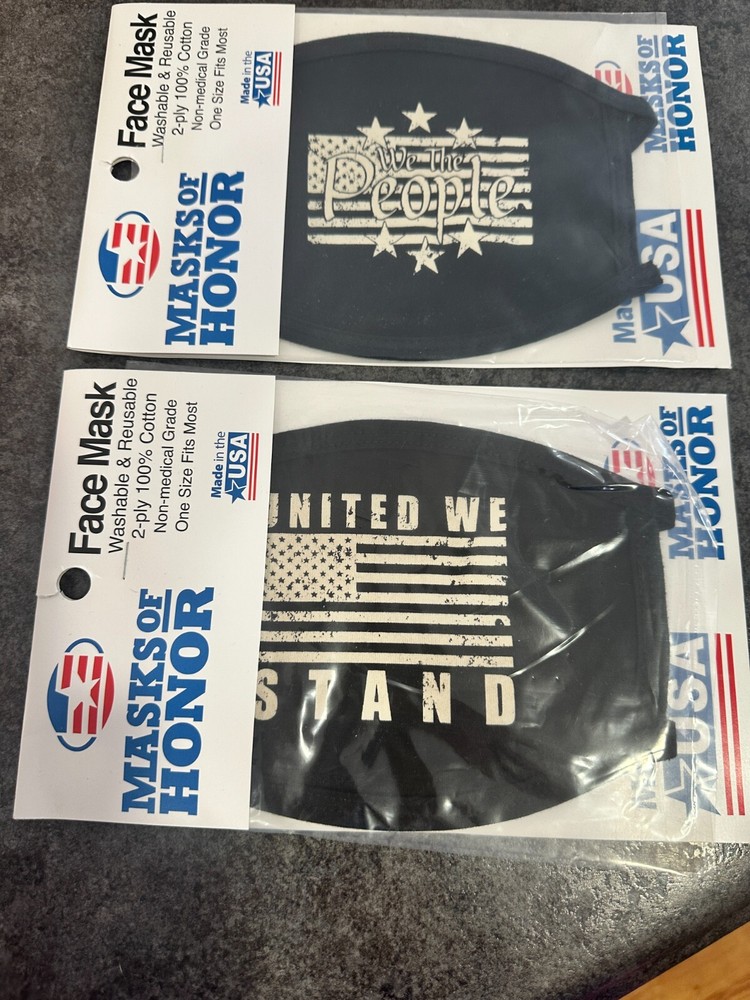 Face Mask
Washable & Reusable
2-ply 100% Cotton
Non-medical Grade
One Size Fits Most
Made in the
USA
MASKS OF
HONOR
We The
People
MASKS OF
HONOR
USA
Face Mask
Washable & Reusable
2-ply 100% Cotton
Non-medical Grade
One Size Fits Most
Made in the
USA
MASKS OF
HONOR
UNITED WE
STAND
MASKS OF
HONOR
USA